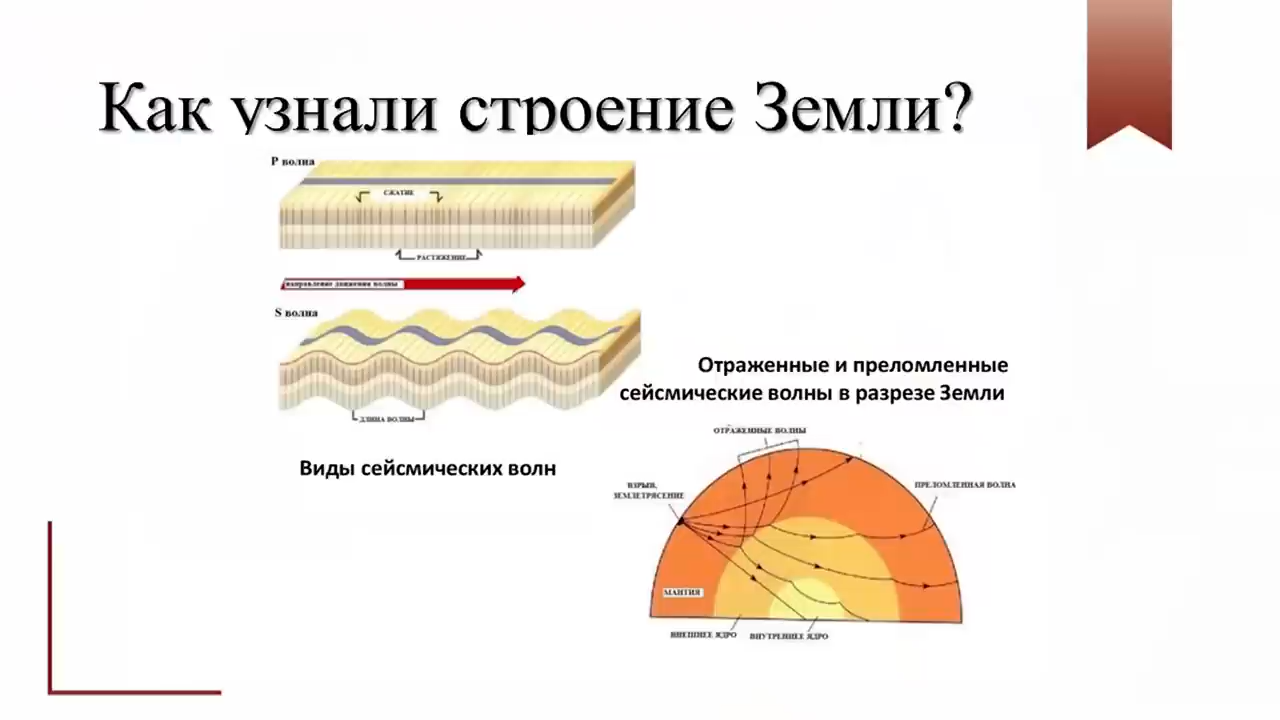 Как узнали строение Земли?
P волна
СЖАТИЕ
РАСТЯЖЕНИЕ
направление движения волны
S волна
ДЛИНА ВОЛНЫ
Виды сейсмических волн
Отраженные и преломленные
сейсмические волны в разрезе Земли
ОТРАЖЕННЫЕ ВОЛНЫ
ВЗРЫВ,
ЗЕМЛЕТРЯСЕНИЕ
ПРЕЛОМЛЕННАЯ ВОЛНА
МАНТИЯ
ВНЕШНЕЕ ЯДРО
ВНУТРЕННЕЕ ЯДРО